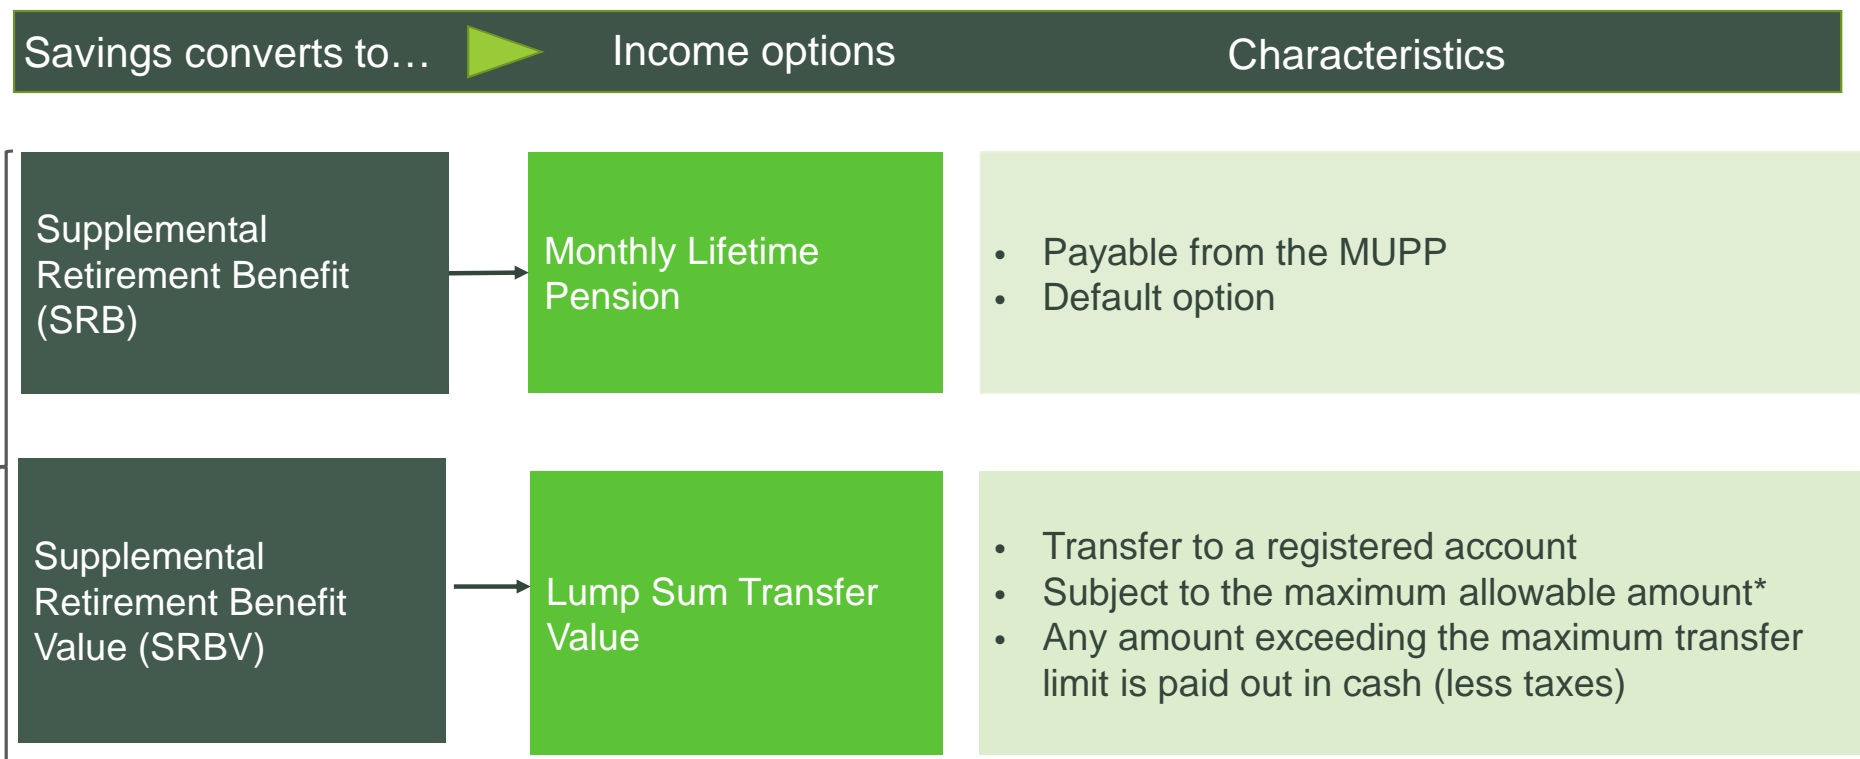 Savings converts to…
Income options
Characteristics
Supplemental
Retirement Benefit
(SRB)
Monthly Lifetime
Pension
• Payable from the MUPP
• Default option
Supplemental
Retirement Benefit
Value (SRBV)
Lump Sum Transfer
Value
• Transfer to a registered account
• Subject to the maximum allowable amount*
• Any amount exceeding the maximum transfer
limit is paid out in cash (less taxes)